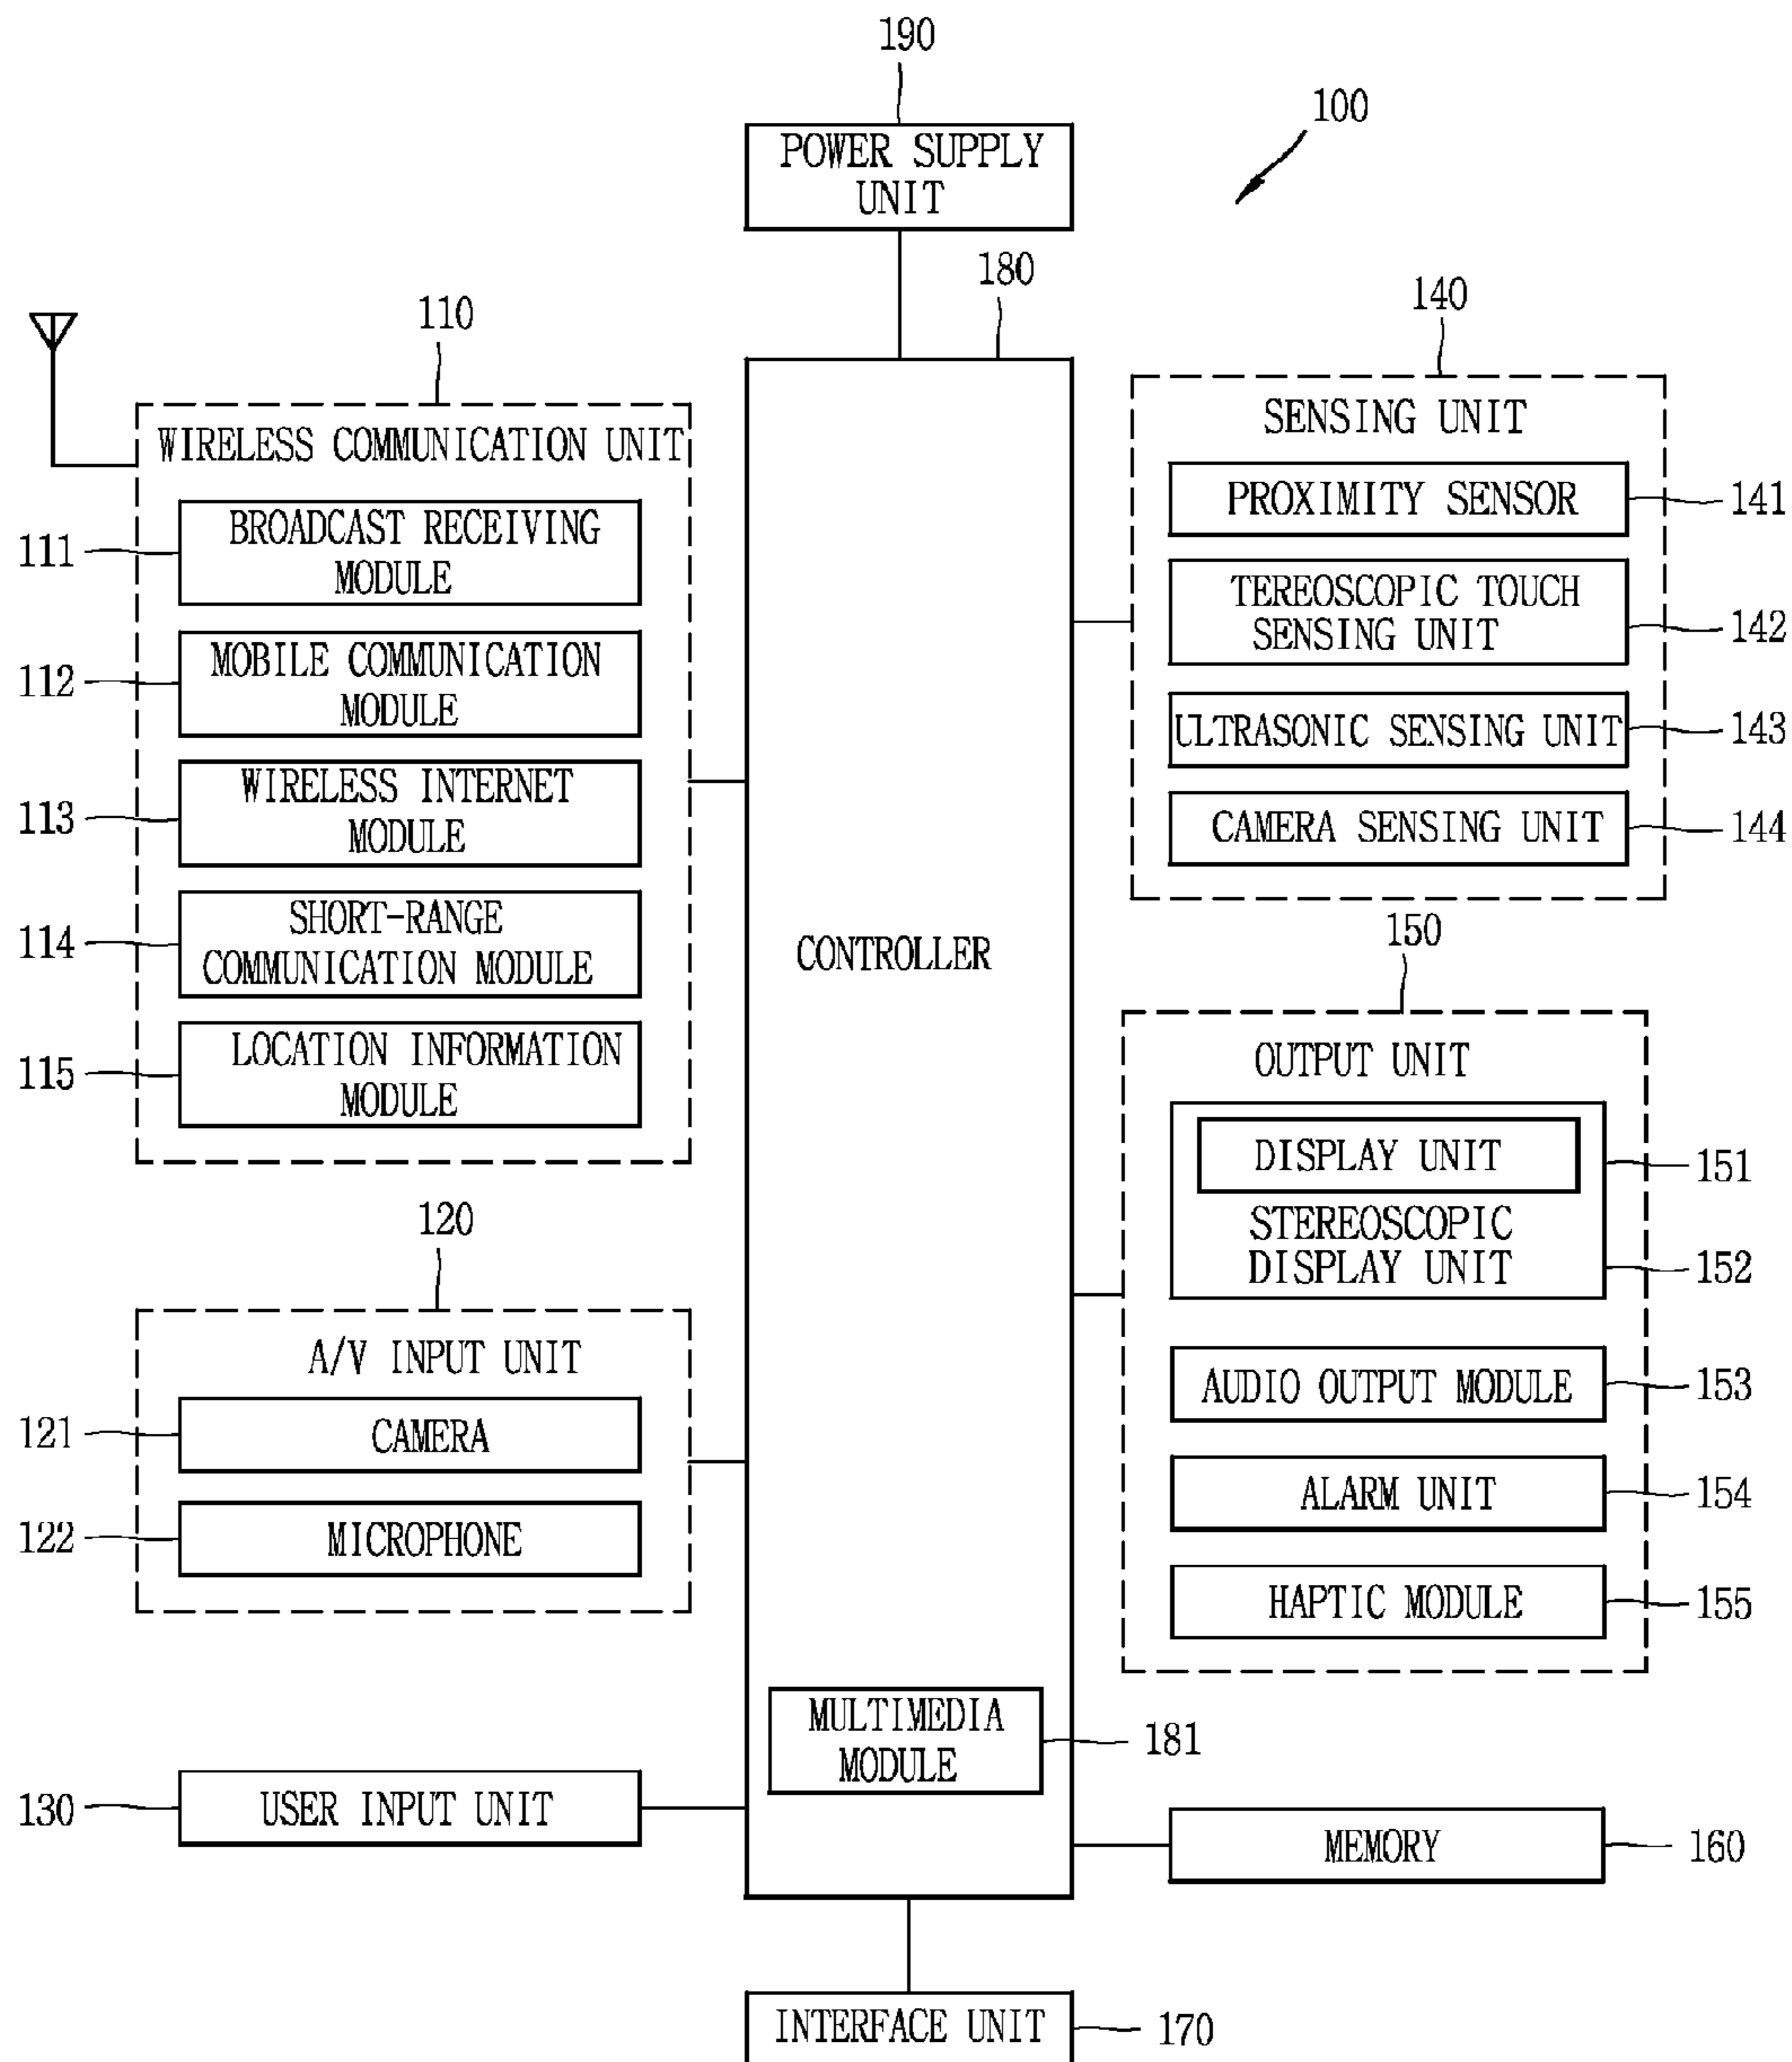 190
100
POWER SUPPLY
UNIT
180
110
WIRELESS COMMUNICATION UNIT
111
BROADCAST RECEIVING
MODULE
112
MOBILE COMMUNICATION
MODULE
113
WIRELESS INTERNET
MODULE
114
SHORT-RANGE
COMMUNICATION MODULE
115
LOCATION INFORMATION
MODULE
120
A/V INPUT UNIT
121
CAMERA
122
MICROPHONE
130
USER INPUT UNIT
CONTROLLER
MULTIMEDIA
MODULE
181
140
SENSING UNIT
PROXIMITY SENSOR
141
TEREOSCOPIC TOUCH
SENSING UNIT
142
ULTRASONIC SENSING UNIT
143
CAMERA SENSING UNIT
144
150
OUTPUT UNIT
DISPLAY UNIT
151
STEREOSCOPIC
DISPLAY UNIT
152
AUDIO OUTPUT MODULE
153
ALARM UNIT
154
HAPTIC MODULE
155
MEMORY
160
INTERFACE UNIT
170